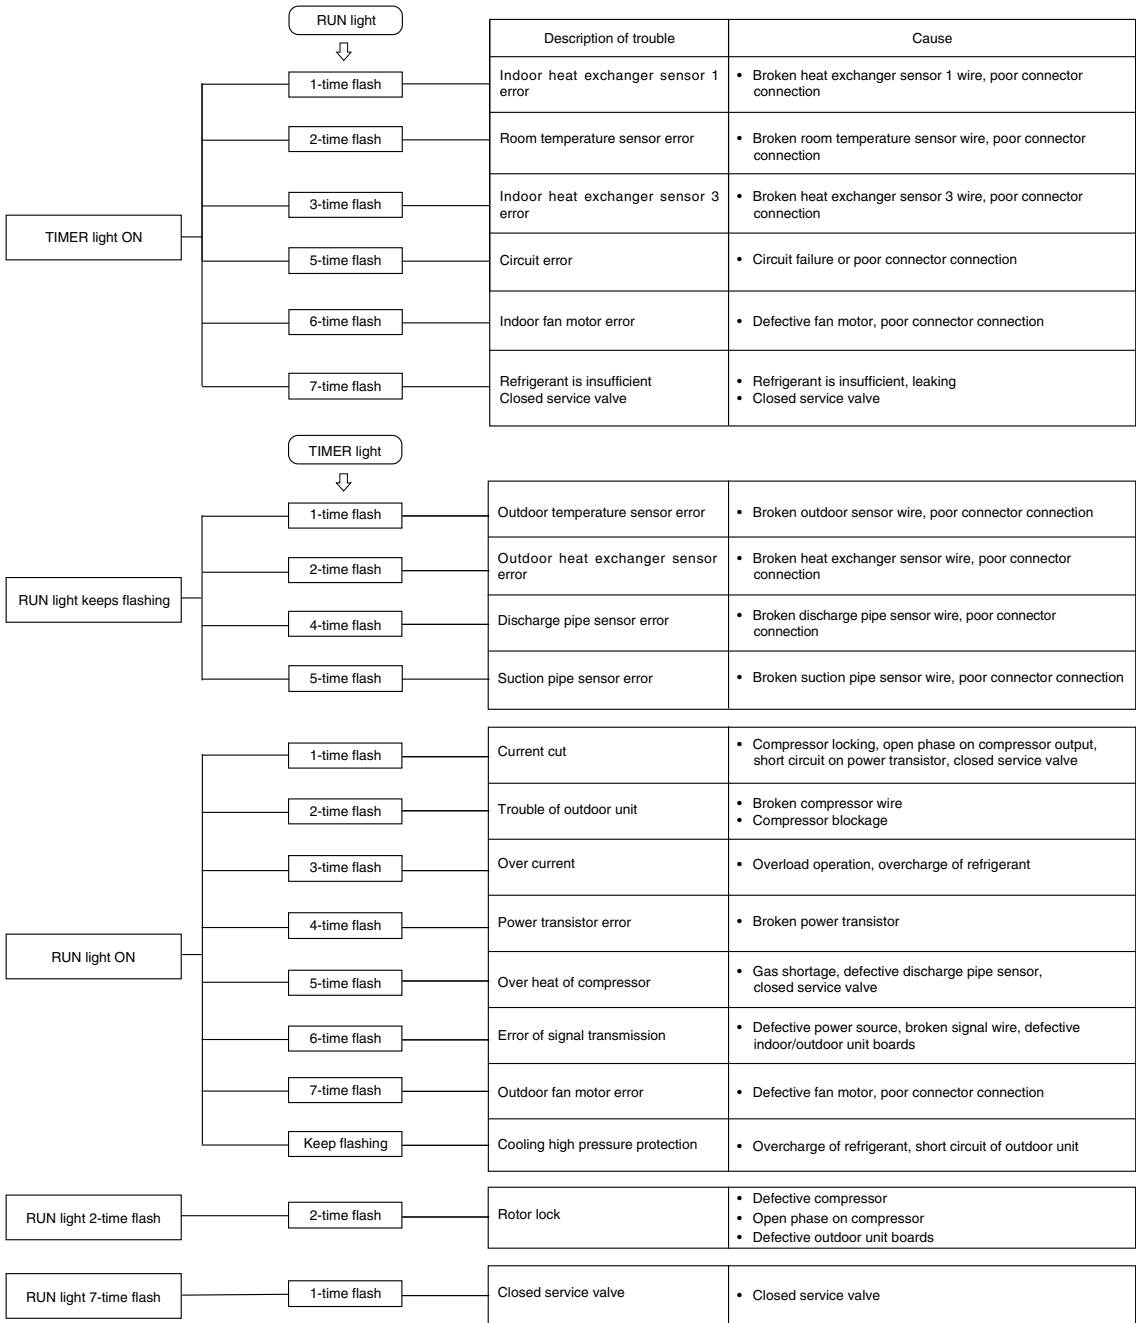 RUN light
Description of trouble
Cause
1-time flash
Indoor heat exchanger sensor 1
error
• Broken heat exchanger sensor 1 wire, poor connector
connection
2-time flash
Room temperature sensor error
• Broken room temperature sensor wire, poor connector
connection
3-time flash
Indoor heat exchanger sensor 3
error
• Broken heat exchanger sensor 3 wire, poor connector
connection
TIMER light ON
5-time flash
Circuit error
• Circuit failure or poor connector connection
6-time flash
Indoor fan motor error
• Defective fan motor, poor connector connection
7-time flash
Refrigerant is insufficient
Closed service valve
• Refrigerant is insufficient, leaking
• Closed service valve
TIMER light
1-time flash
Outdoor temperature sensor error
• Broken outdoor sensor wire, poor connector connection
2-time flash
Outdoor heat exchanger sensor
error
• Broken heat exchanger sensor wire, poor connector
connection
RUN light keeps flashing
4-time flash
Discharge pipe sensor error
• Broken discharge pipe sensor wire, poor connector
connection
5-time flash
Suction pipe sensor error
• Broken suction pipe sensor wire, poor connector connection
1-time flash
Current cut
• Compressor locking, open phase on compressor output,
short circuit on power transistor, closed service valve
2-time flash
Trouble of outdoor unit
• Broken compressor wire
• Compressor blockage
3-time flash
Over current
• Overload operation, overcharge of refrigerant
4-time flash
Power transistor error
• Broken power transistor
RUN light ON
5-time flash
Over heat of compressor
• Gas shortage, defective discharge pipe sensor,
closed service valve
6-time flash
Error of signal transmission
• Defective power source, broken signal wire, defective
indoor/outdoor unit boards
7-time flash
Outdoor fan motor error
• Defective fan motor, poor connector connection
Keep flashing
Cooling high pressure protection
• Overcharge of refrigerant, short circuit of outdoor unit
RUN light 2-time flash
2-time flash
Rotor lock
• Defective compressor
• Open phase on compressor
• Defective outdoor unit boards
RUN light 7-time flash
1-time flash
Closed service valve
• Closed service valve